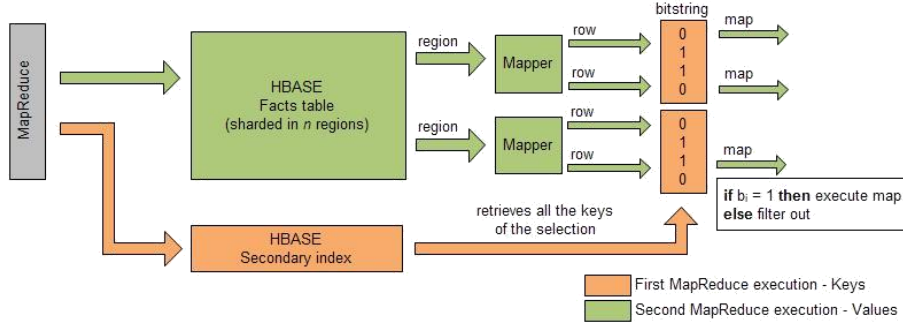 bitstring
MapReduce
HBASE
Facts table
(sharded in n regions)
region
Mapper
row
row
0
1
1
0
map
map
region
Mapper
row
row
0
1
1
0
map
if bᵢ = 1 then execute map
else filter out
retrieves all the keys
of the selection
HBASE
Secondary index
First MapReduce execution - Keys
Second MapReduce execution - Values